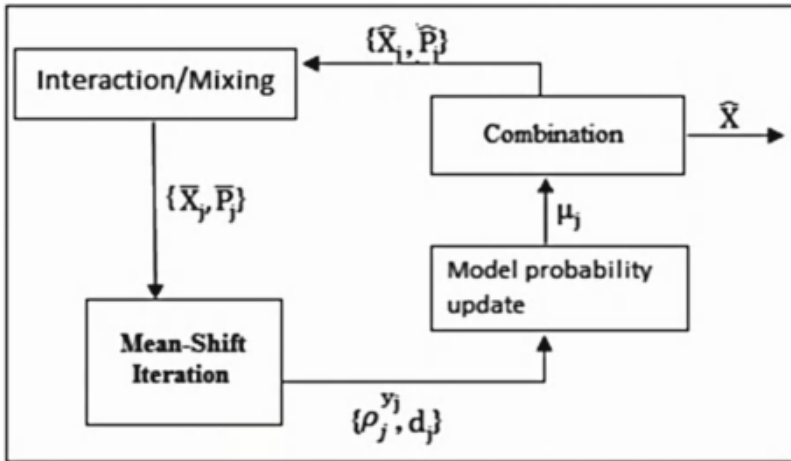 {X̂ⱼ, P̂ⱼ}
Interaction/Mixing
Combination
X̂
{X̄ⱼ, P̄ⱼ}
μⱼ
Model probability
update
Mean-Shift
Iteration
{ρⱼ^yⱼ, dⱼ}